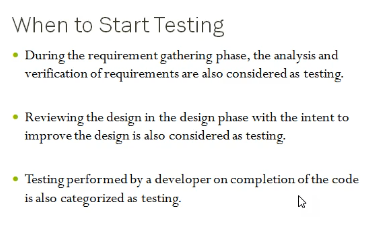 When to Start Testing
• During the requirement gathering phase, the analysis and
verification of requirements are also considered as testing.
• Reviewing the design in the design phase with the intent to
improve the design is also considered as testing.
• Testing performed by a developer on completion of the code
is also categorized as testing.